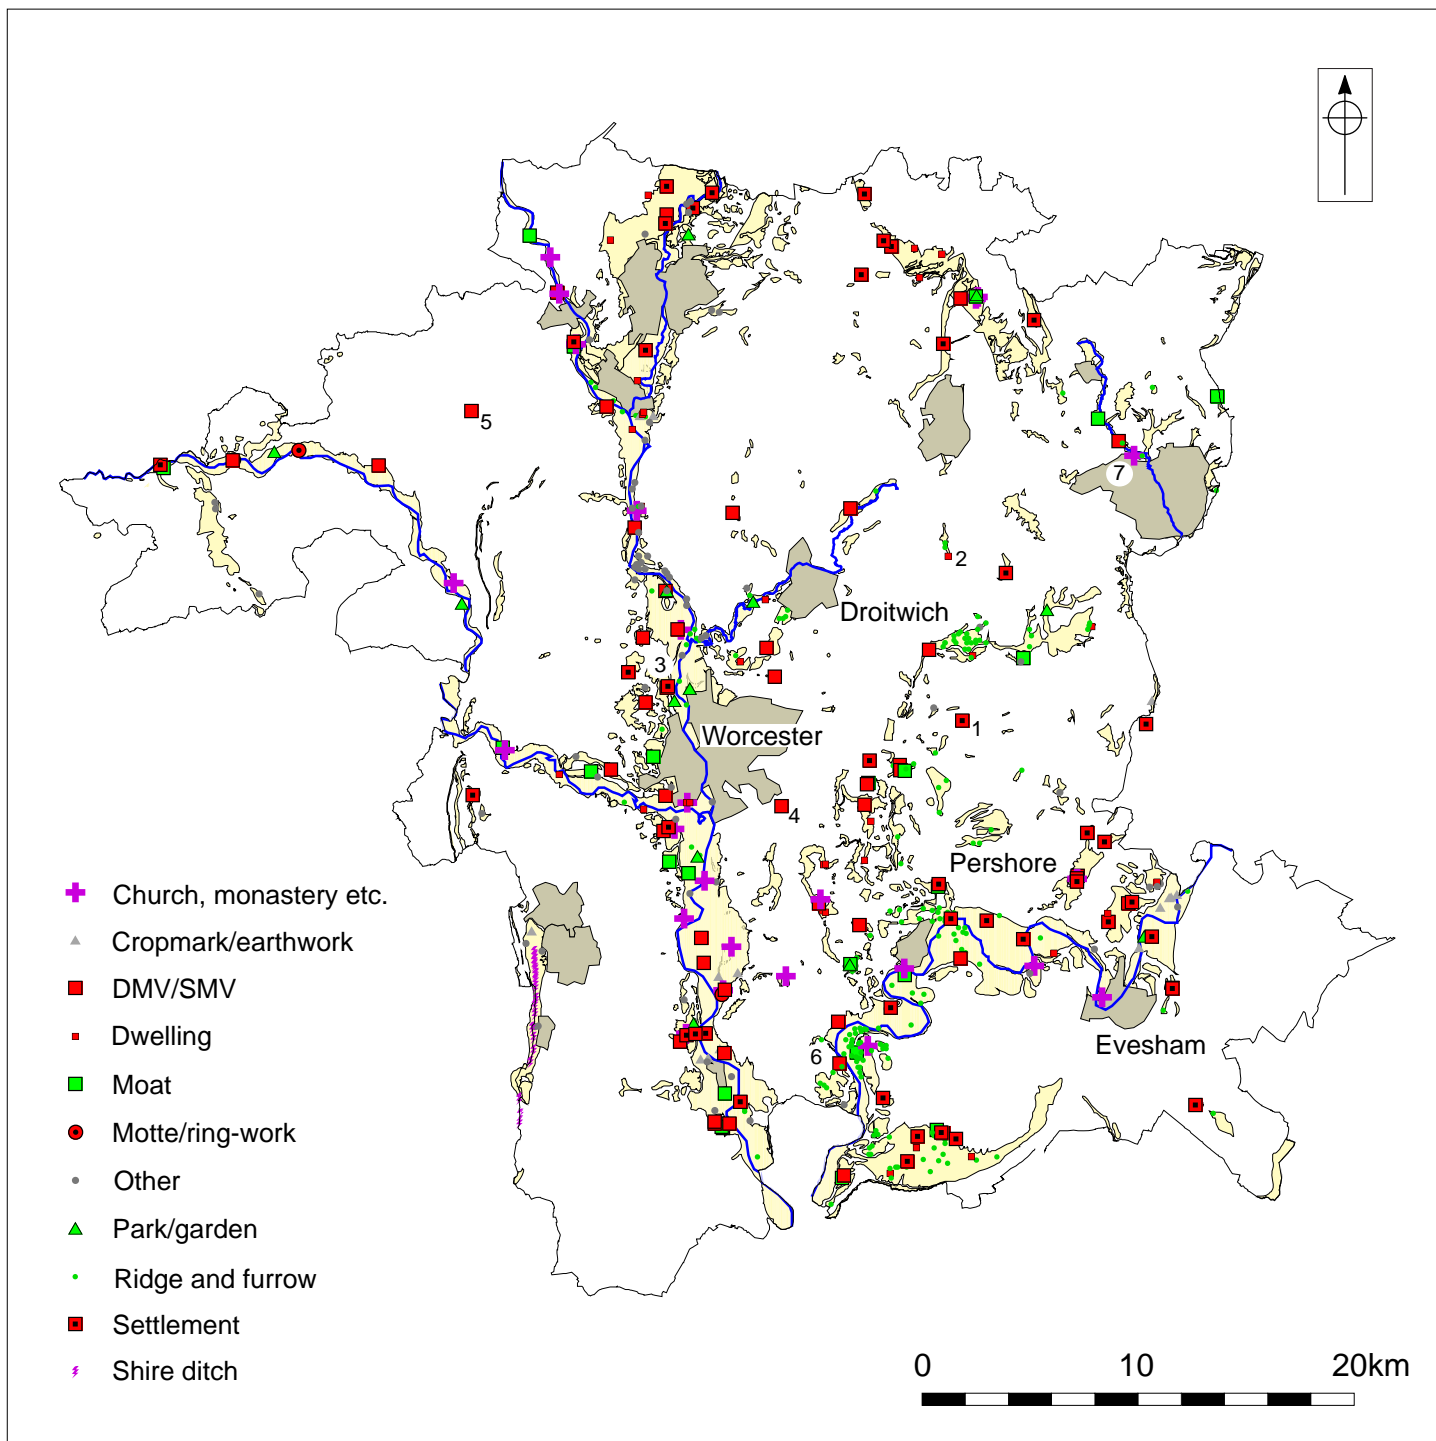 5
7
2
Droitwich
3
1
Worcester
4
Pershore
Church, monastery etc.
Cropmark/earthwork
DMV/SMV
Dwelling
6
Evesham
Moat
Motte/ring-work
Other
Park/garden
Ridge and furrow
Settlement
Shire ditch
0 10 20km